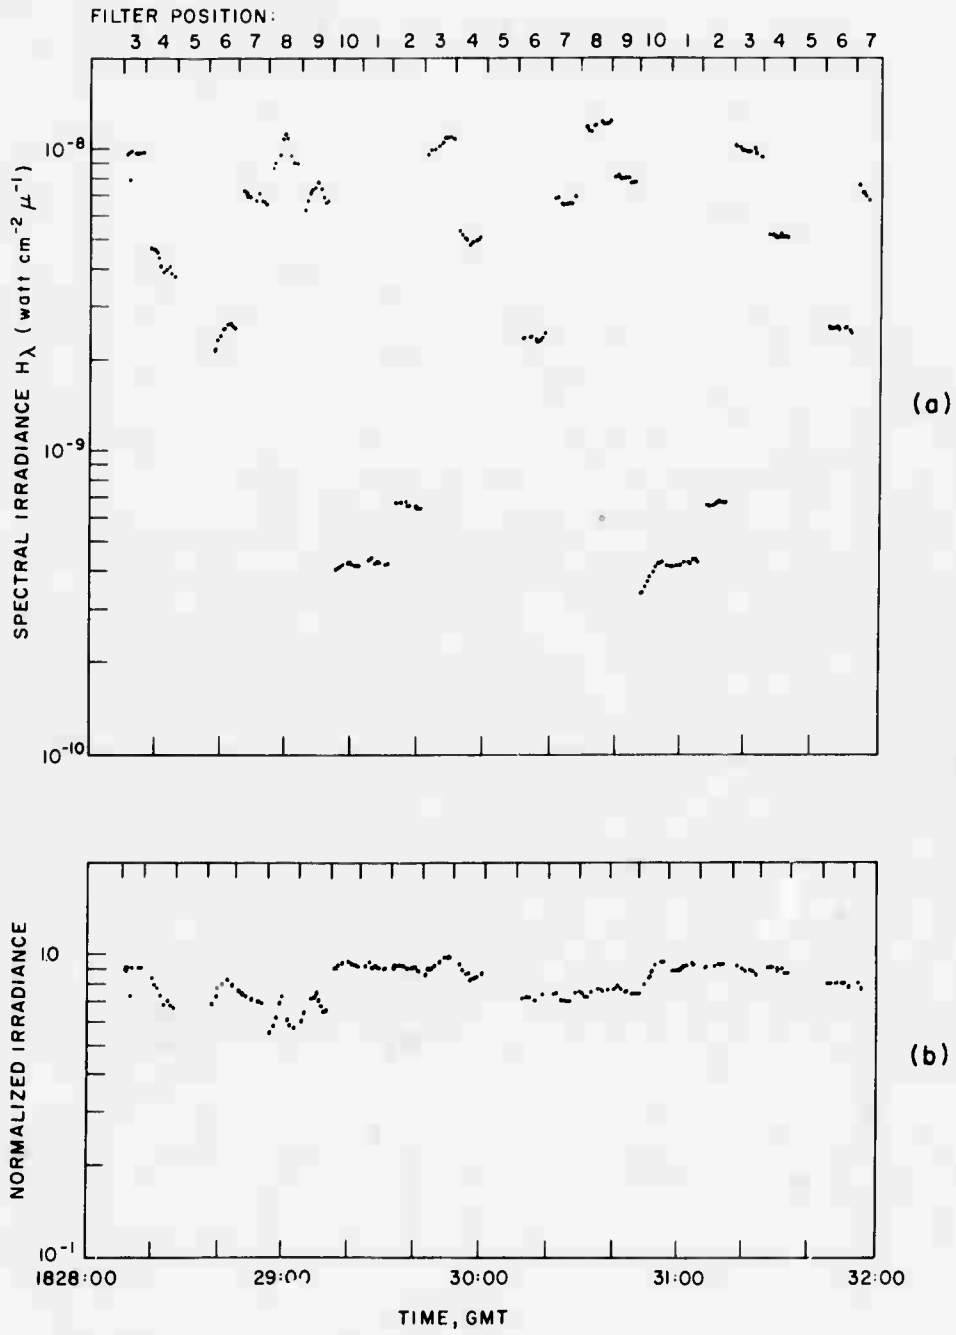 FILTER POSITION:
3 4 5 6 7 8 9 10 1 2 3 4 5 6 7 8 9 10 1 2 3 4 5 6 7
SPECTRAL IRRADIANCE Hλ (watt cm⁻² μ⁻¹)
10⁻⁸
10⁻⁹
10⁻¹⁰
(a)
NORMALIZED IRRADIANCE
1.0
10⁻¹
(b)
1828:00 29:00 30:00 31:00 32:00
TIME, GMT